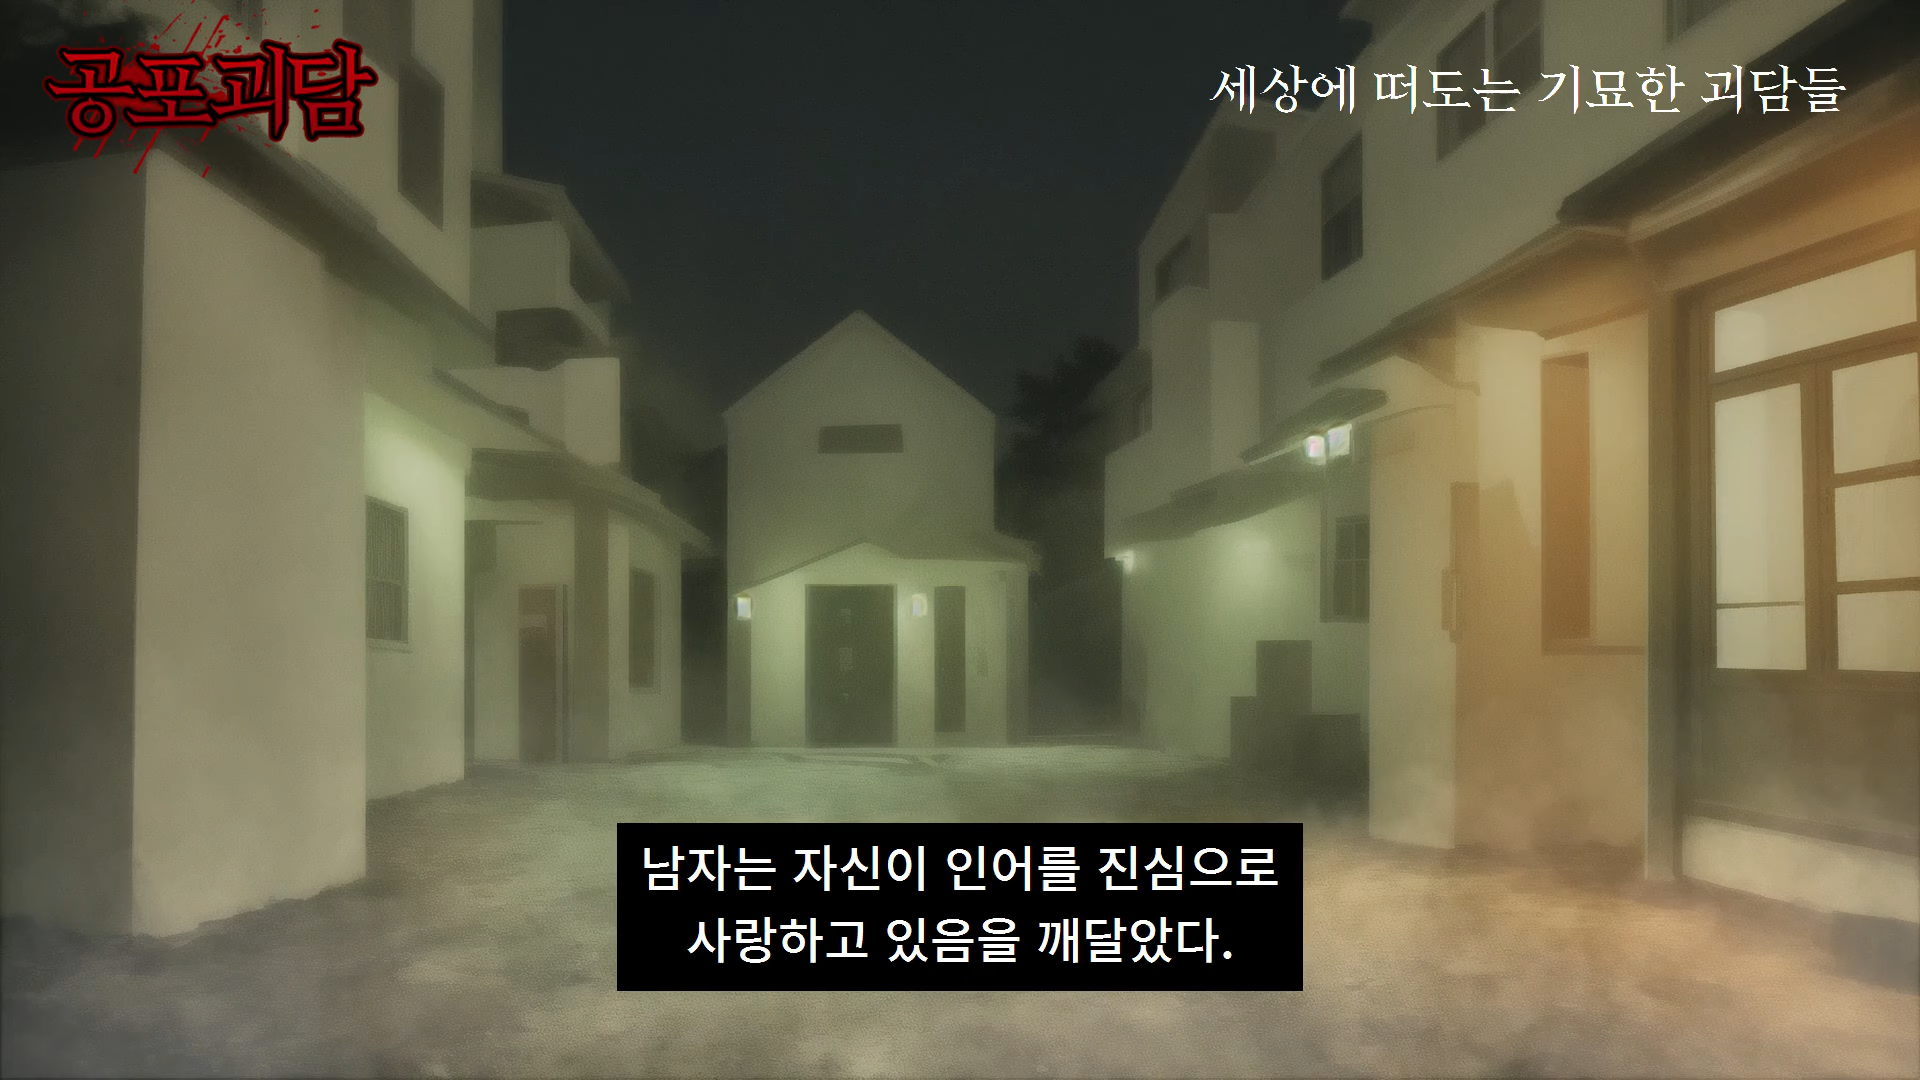 공포괴담
세상에 떠도는 기묘한 괴담들
남자는 자신이 인어를 진심으로
사랑하고 있음을 깨달았다.